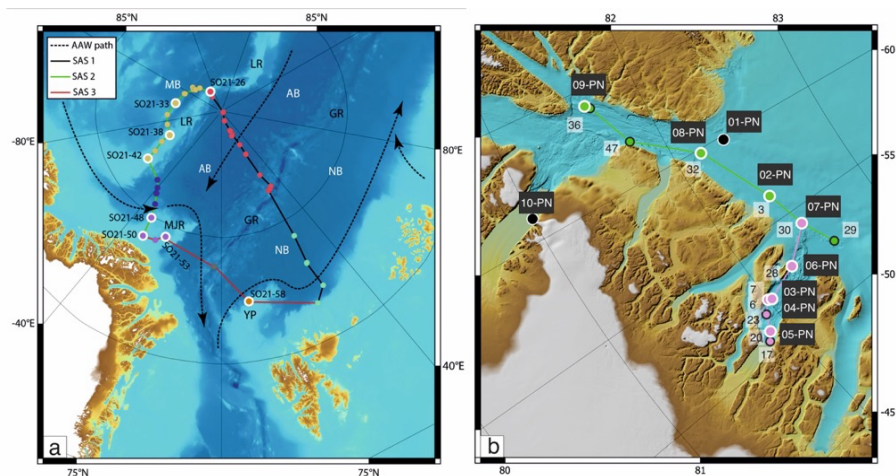 85°N
85°N
AAW path
SAS 1
SAS 2
SAS 3
LR
SO21-26
MB
AB
SO21-33
GR
LR
SO21-38
-80°E
80°E
SO21-42
AB
NB
SO21-48
MJR
GR
SO21-50
SO21-53
NB
SO21-58
YP
-40°E
40°E
a
75°N
75°N
82
83
-60
09-PN
01-PN
36
08-PN
47
32
-55
02-PN
10-PN
3
07-PN
30
29
28
06-PN
-50
7
03-PN
6
04-PN
23
20
05-PN
17
-45
b
80
81